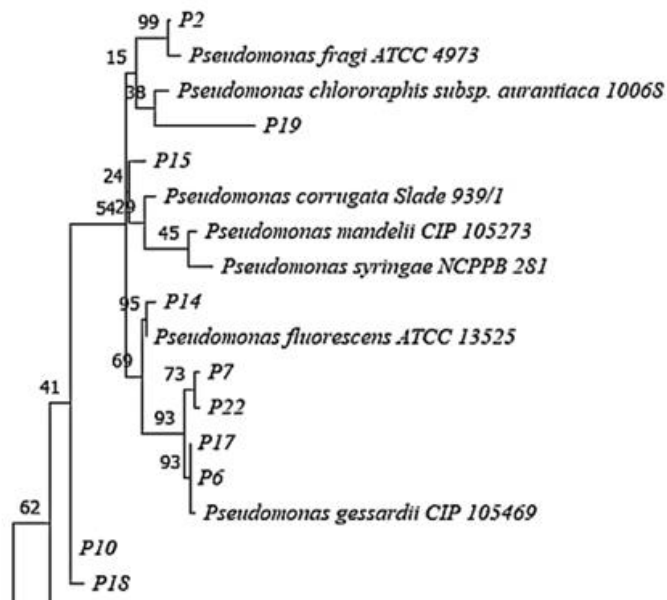 99 P2
15 Pseudomonas fragi ATCC 4973
38 Pseudomonas chlororaphis subsp. aurantiaca 10068
P19
P15
24
5429 Pseudomonas corrugata Slade 939/1
45 Pseudomonas mandelii CIP 105273
Pseudomonas syringae NCPPB 281
95 P14
Pseudomonas fluorescens ATCC 13525
69
73 P7
41 P22
93
P17
93 P6
Pseudomonas gessardii CIP 105469
62
P10
P18